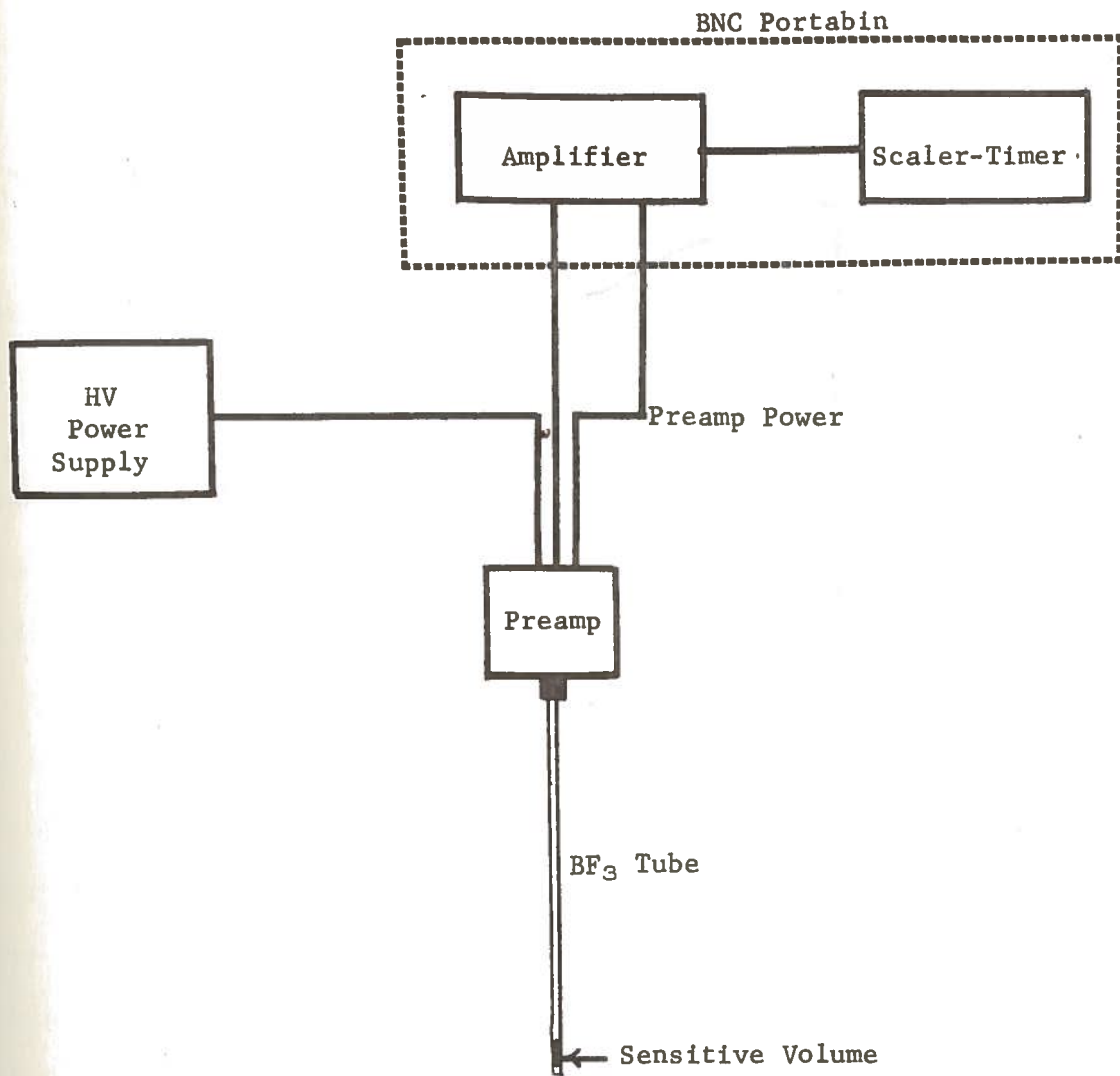 BNC Portabin
Amplifier
Scaler-Timer
HV
Power
Supply
Preamp Power
Preamp
BF₃ Tube
Sensitive Volume